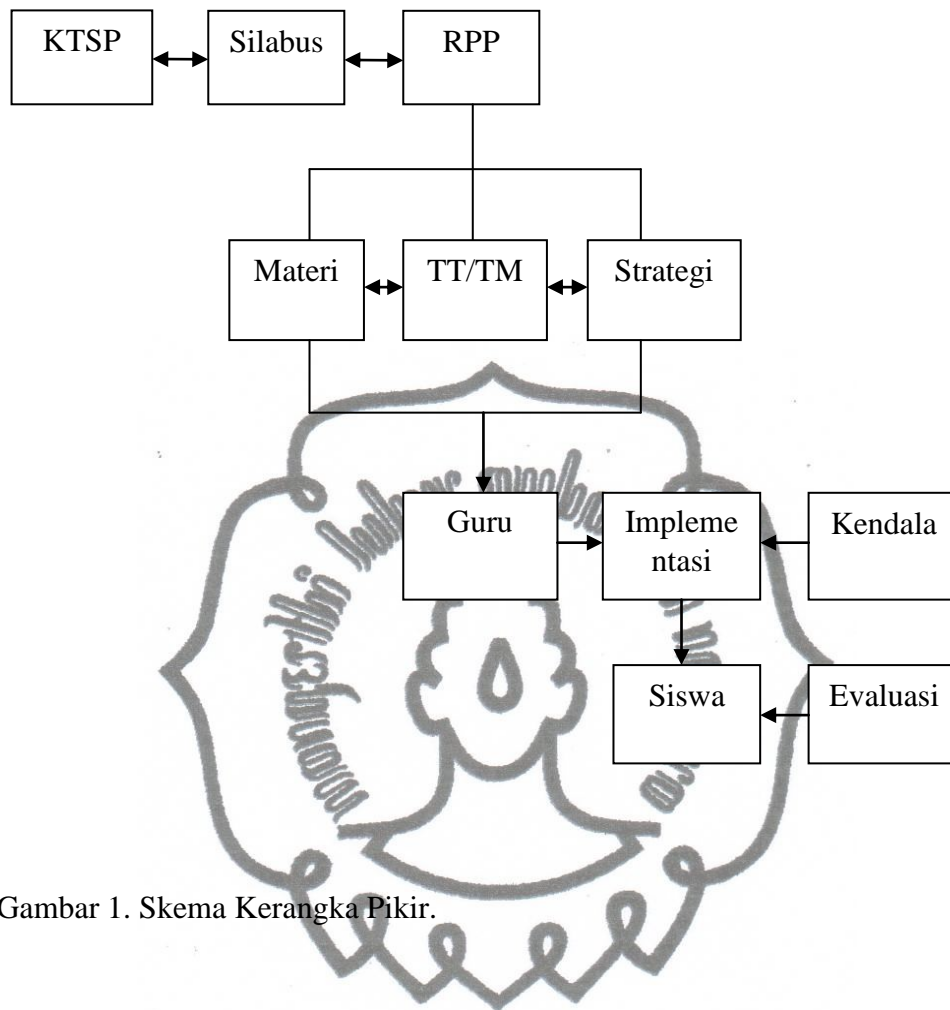 KTSP
Silabus
RPP
Materi
TT/TM
Strategi
Guru
Impleme
ntasi
Kendala
Siswa
Evaluasi
Gambar 1. Skema Kerangka Pikir.